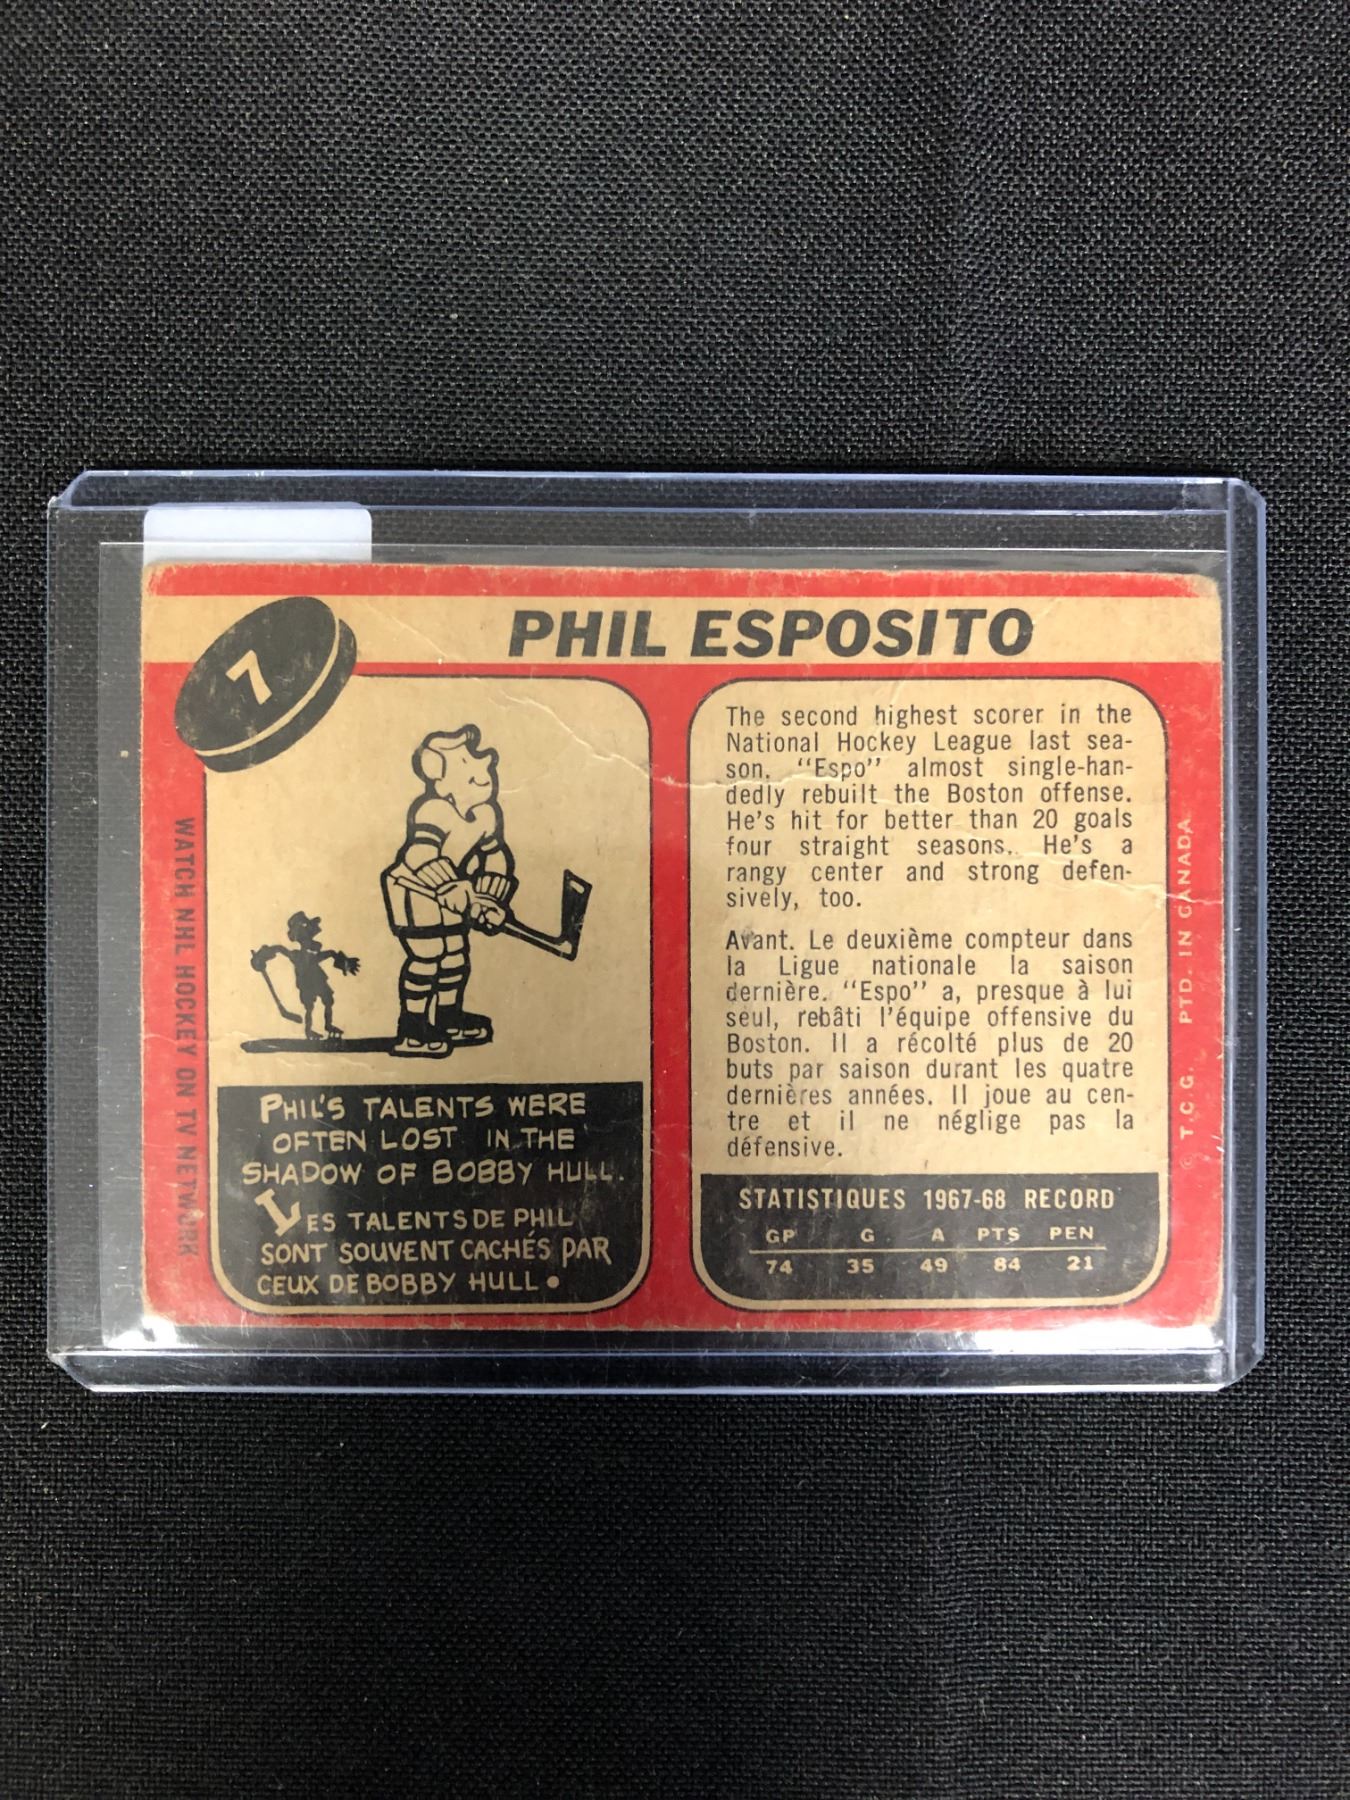 7
PHIL ESPOSITO
WATCH NHL HOCKEY ON TV NETWORK
PHIL'S TALENTS WERE
OFTEN LOST IN THE
SHADOW OF BOBBY HULL.
LES TALENTS DE PHIL
SONT SOUVENT CACHÉS PAR
CEUX DE BOBBY HULL.
The second highest scorer in the
National Hockey League last sea-
son. "Espo" almost single-han-
dedly rebuilt the Boston offense.
He's hit for better than 20 goals
four straight seasons. He's a
rangy center and strong defen-
sively, too.
Avant. Le deuxième compteur dans
la Ligue nationale la saison
dernière. "Espo" a, presque à lui
seul, rebâti l'équipe offensive du
Boston. Il a récolté plus de 20
buts par saison durant les quatre
dernières années. Il joue au cen-
tre et il ne néglige pas la
défensive.
STATISTIQUES 1967-68 RECORD
GP G A PTS PEN
74 35 49 84 21
© T.C.G. PTD. IN CANADA